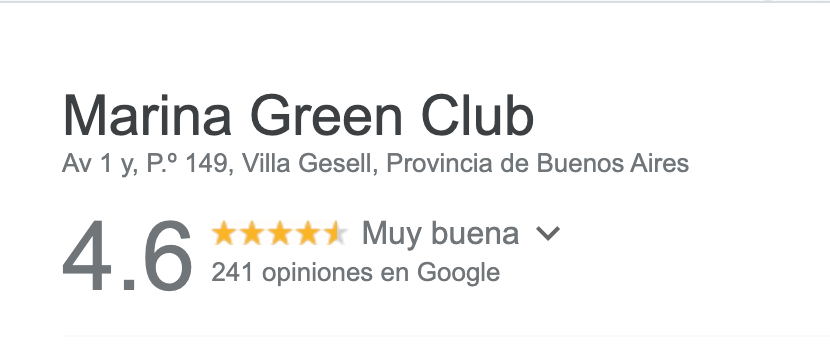 Marina Green Club
Av 1 y, P.º 149, Villa Gesell, Provincia de Buenos Aires
4.6 Muy buena
241 opiniones en Google